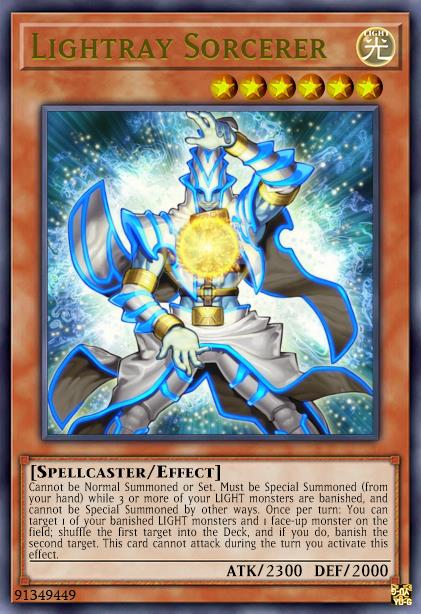 Lightray Sorcerer
LIGHT
光
[Spellcaster/Effect]
Cannot be Normal Summoned or Set. Must be Special Summoned (from
your hand) while 3 or more of your LIGHT monsters are banished, and
cannot be Special Summoned by other ways. Once per turn: You can
target 1 of your banished LIGHT monsters and 1 face-up monster on the
field; shuffle the first target into the Deck, and if you do, banish the
second target. This card cannot attack during the turn you activate this
effect.
ATK/2300 DEF/2000
91349449